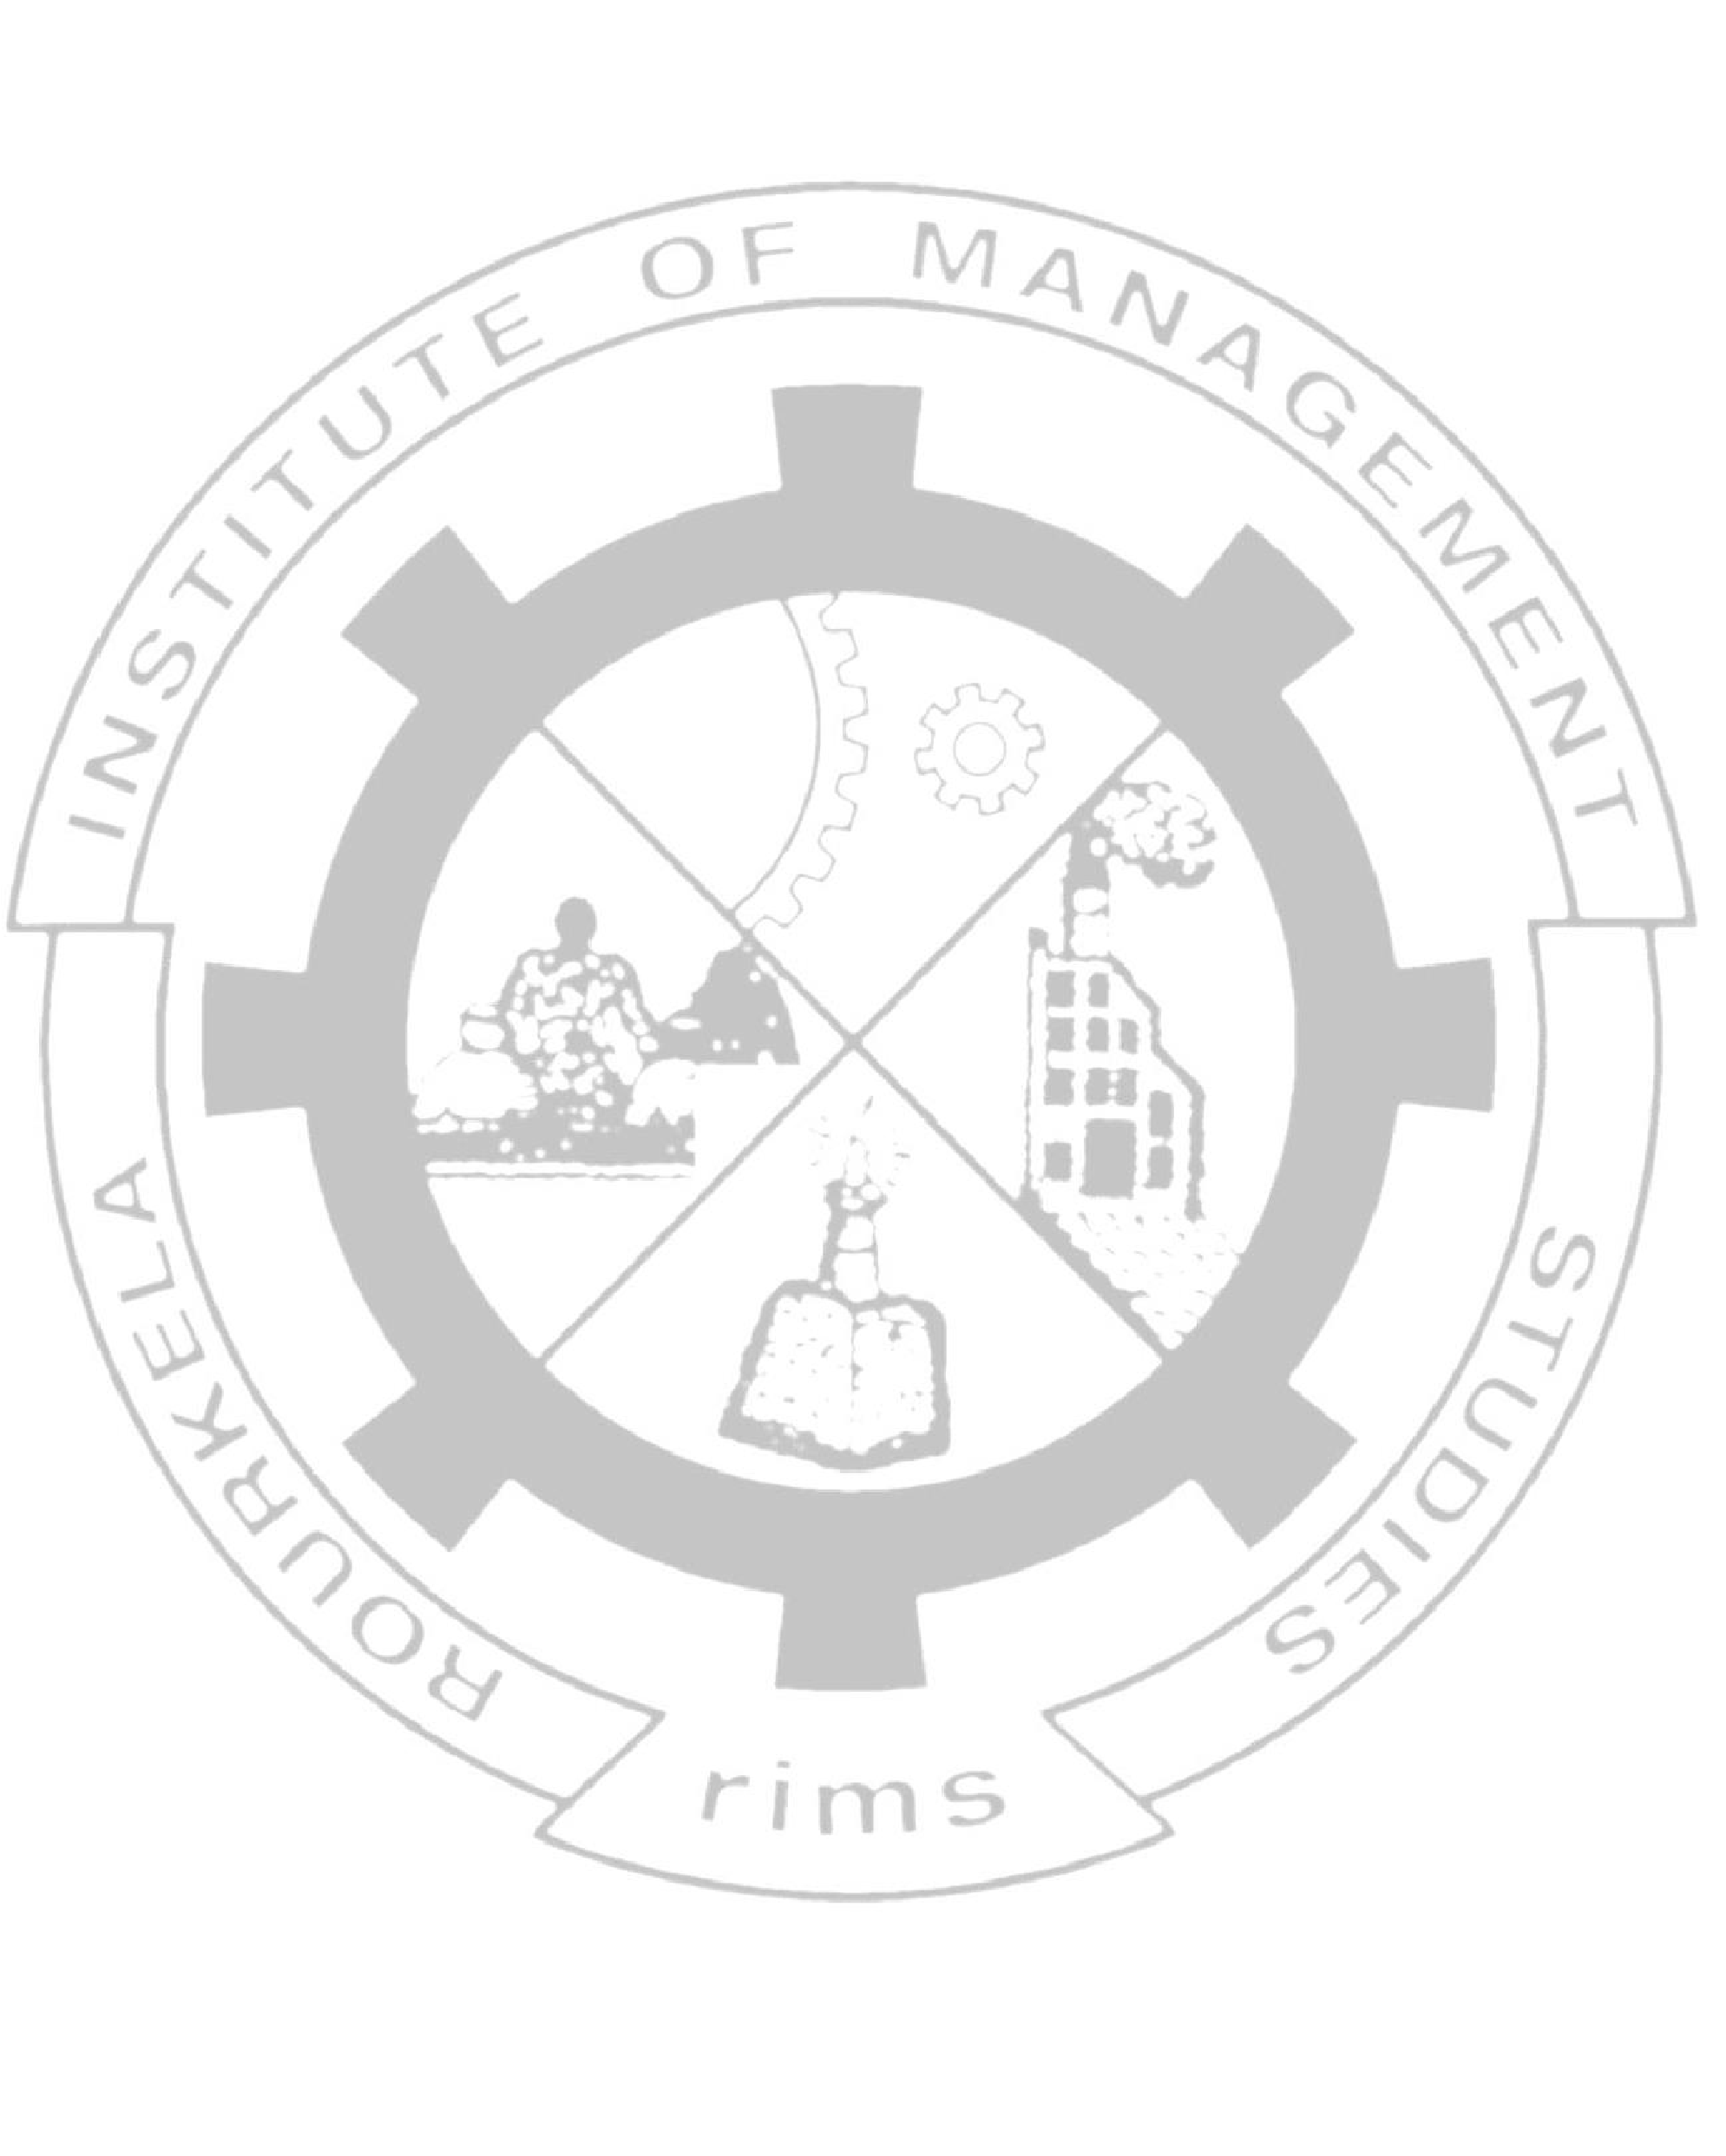 ROURKELA
INSTITUTE OF MANAGEMENT
STUDIES
rims